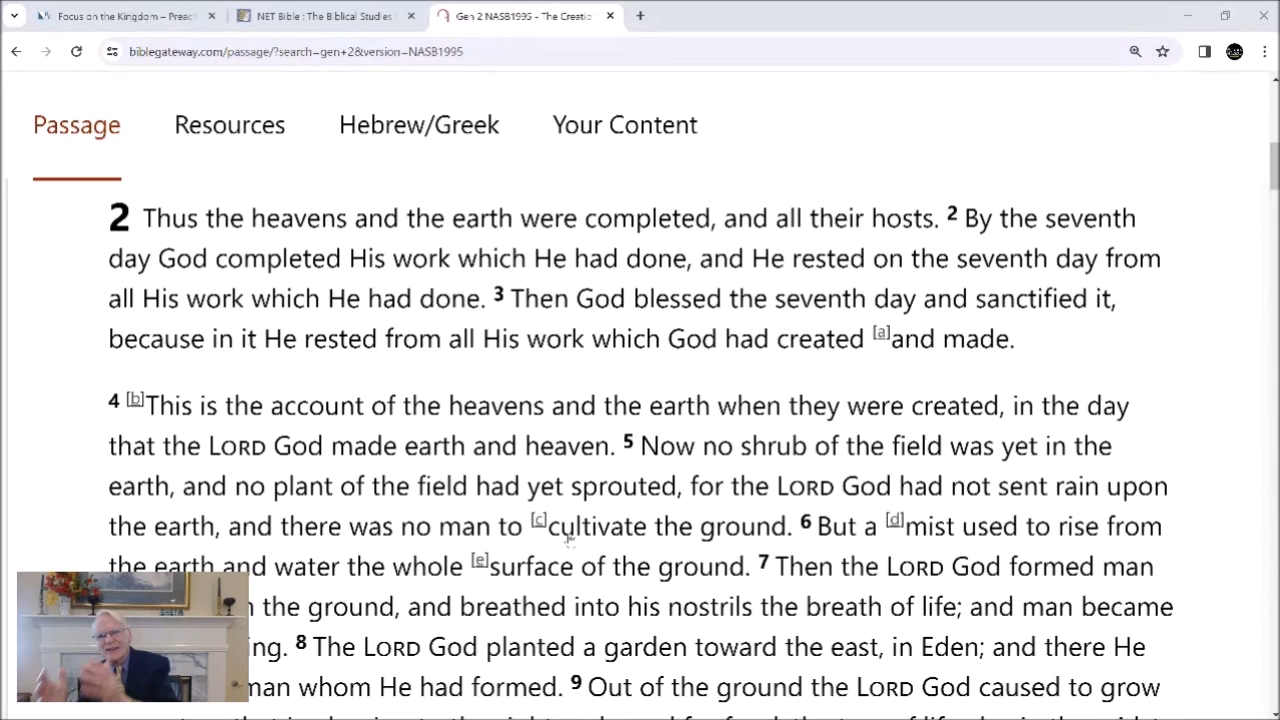 Focus on the Kingdom – Preach
NET Bible : The Biblical Studies
Gen 2 NASB1995 - The Creatio
biblegateway.com/passage/?search=gen+2&version=NASB1995
Passage Resources Hebrew/Greek Your Content
2 Thus the heavens and the earth were completed, and all their hosts. 2 By the seventh
day God completed His work which He had done, and He rested on the seventh day from
all His work which He had done. 3 Then God blessed the seventh day and sanctified it,
because in it He rested from all His work which God had created [a]and made.
4 [b]This is the account of the heavens and the earth when they were created, in the day
that the LORD God made earth and heaven. 5 Now no shrub of the field was yet in the
earth, and no plant of the field had yet sprouted, for the LORD God had not sent rain upon
the earth, and there was no man to [c]cultivate the ground. 6 But a [d]mist used to rise from
the earth and water the whole [e]surface of the ground. 7 Then the LORD God formed man
the ground, and breathed into his nostrils the breath of life; and man became
ing. 8 The LORD God planted a garden toward the east, in Eden; and there He
man whom He had formed. 9 Out of the ground the LORD God caused to grow